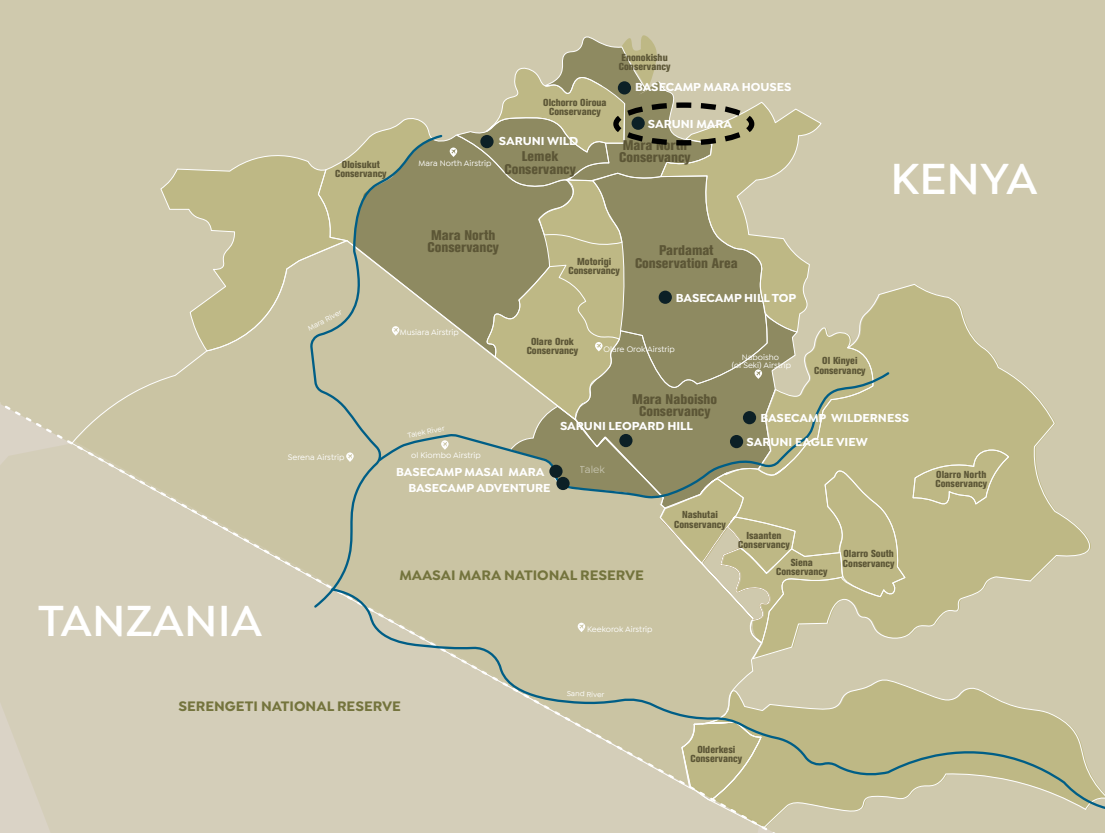 Enonokishu
Conservancy
BASECAMP MARA HOUSES
Olchorro Oiroua
Conservancy
SARUNI MARA
SARUNI WILD
Mara North
Conservancy
Lemek
Conservancy
Mara North Airstrip
Oloisukut
Conservancy
KENYA
Mara North
Conservancy
Pardamat
Conservation Area
Motorigi
Conservancy
BASECAMP HILL TOP
Mara River
Musiara Airstrip
Olare Orok
Conservancy
Olare Orok Airstrip
Naboisho
(ol Seki) Airstrip
Ol Kinyei
Conservancy
Mara Naboisho
Conservancy
BASECAMP WILDERNESS
SARUNI LEOPARD HILL
SARUNI EAGLE VIEW
Talek River
ol Kiombo Airstrip
Serena Airstrip
BASECAMP MASAI MARA
Talek
BASECAMP ADVENTURE
Olarro North
Conservancy
Nashutai
Conservancy
Isaanten
Conservancy
Olarro South
Conservancy
Siena
Conservancy
MAASAI MARA NATIONAL RESERVE
TANZANIA
Keekorok Airstrip
Sand River
SERENGETI NATIONAL RESERVE
Olderkesi
Conservancy